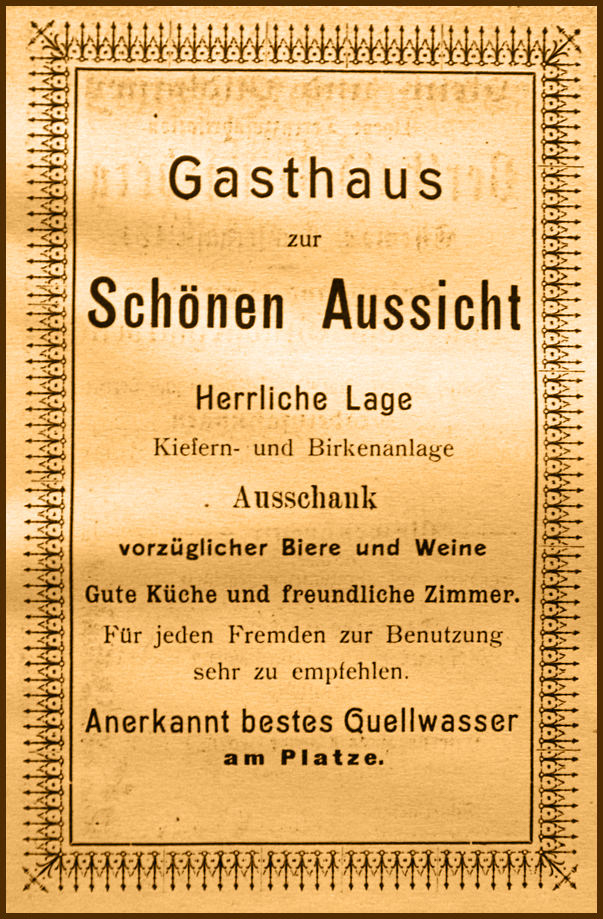 Gasthaus
zur
Schönen Aussicht
Herrliche Lage
Kiefern- und Birkenanlage
Ausschank
vorzüglicher Biere und Weine
Gute Küche und freundliche Zimmer.
Für jeden Fremden zur Benutzung
sehr zu empfehlen.
Anerkannt bestes Quellwasser
am Platze.